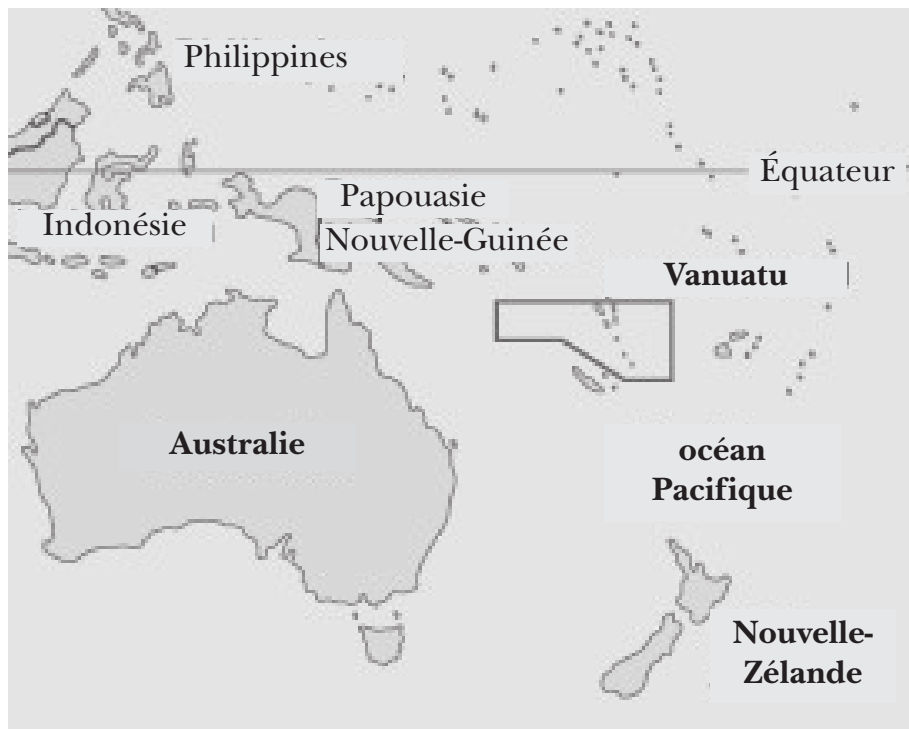 Philippines
Équateur
Papouasie
Indonésie
Nouvelle-Guinée
Vanuatu
Australie
océan
Pacifique
Nouvelle-
Zélande